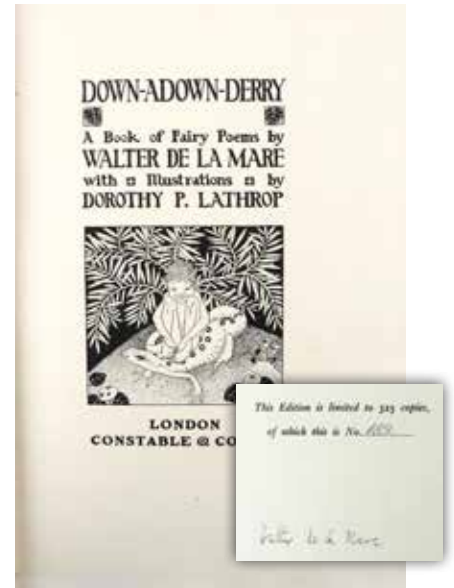 DOWN-ADOWN-DERRY
A Book of Fairy Poems by
WALTER DE LA MARE
with Illustrations by
DOROTHY P. LATHROP
LONDON
CONSTABLE @ CO
This Edition is limited to 325 copies,
of which this is No.
Walter de la Mare